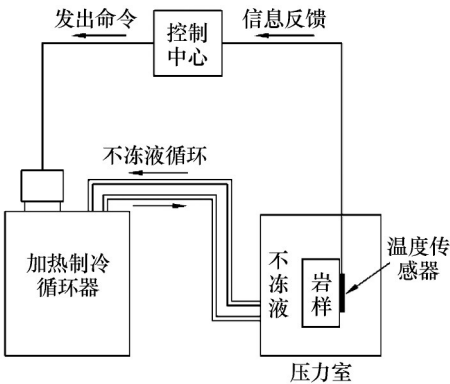 发出命令
控制
中心
信息反馈
不冻液循环
加热制冷
循环器
不
冻
液
岩
样
温度传
感器
压力室